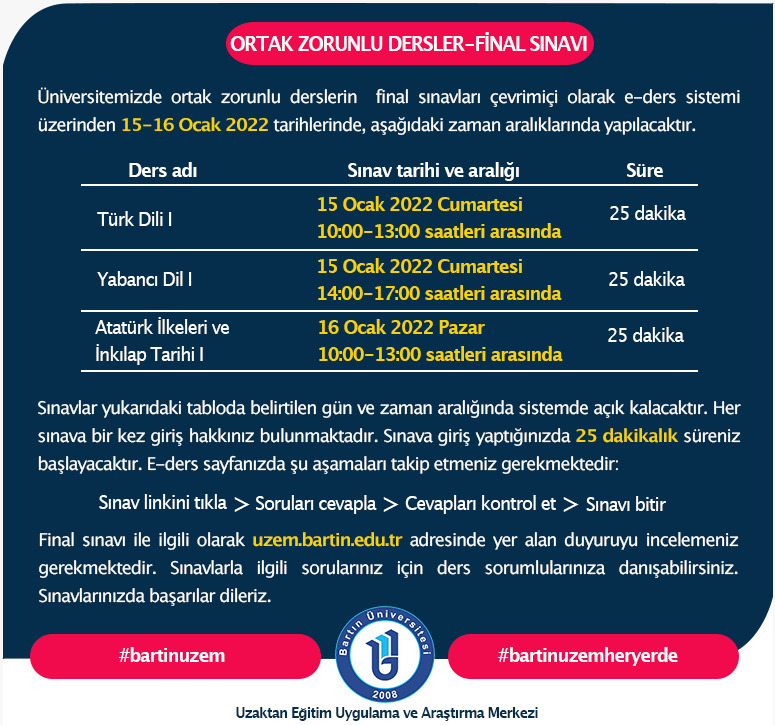 ORTAK ZORUNLU DERSLER-FİNAL SINAVI
Üniversitemizde ortak zorunlu derslerin final sınavları çevrimiçi olarak e-ders sistemi
üzerinden 15-16 Ocak 2022 tarihlerinde, aşağıdaki zaman aralıklarında yapılacaktır.
Ders adı Sınav tarihi ve aralığı Süre
Türk Dili I 15 Ocak 2022 Cumartesi 25 dakika
10:00-13:00 saatleri arasında
Yabancı Dil I 15 Ocak 2022 Cumartesi 25 dakika
14:00-17:00 saatleri arasında
Atatürk İlkeleri ve 16 Ocak 2022 Pazar 25 dakika
İnkılap Tarihi I 10:00-13:00 saatleri arasında
Sınavlar yukarıdaki tabloda belirtilen gün ve zaman aralığında sistemde açık kalacaktır. Her
sınava bir kez giriş hakkınız bulunmaktadır. Sınava giriş yaptığınızda 25 dakikalık süreniz
başlayacaktır. E-ders sayfanızda şu aşamaları takip etmeniz gerekmektedir:
Sınav linkini tıkla > Soruları cevapla > Cevapları kontrol et > Sınavı bitir
Final sınavı ile ilgili olarak uzem.bartin.edu.tr adresinde yer alan duyuruyu incelemeniz
gerekmektedir. Sınavlarla ilgili sorularınız için ders sorumlularınıza danışabilirsiniz.
Sınavlarınızda başarılar dileriz.
#bartinuzem
Bartın Üniversitesi
2008
#bartinuzemheryerde
Uzaktan Eğitim Uygulama ve Araştırma Merkezi